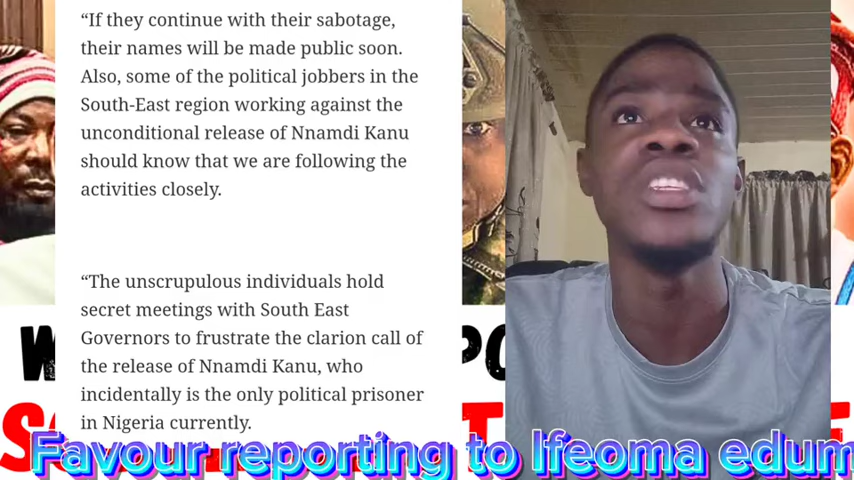 “If they continue with their sabotage,
their names will be made public soon.
Also, some of the political jobbers in the
South-East region working against the
unconditional release of Nnamdi Kanu
should know that we are following the
activities closely.
“The unscrupulous individuals hold
secret meetings with South East
Governors to frustrate the clarion call of
the release of Nnamdi Kanu, who
incidentally is the only political prisoner
in Nigeria currently.
Favour reporting to Ifeoma edum